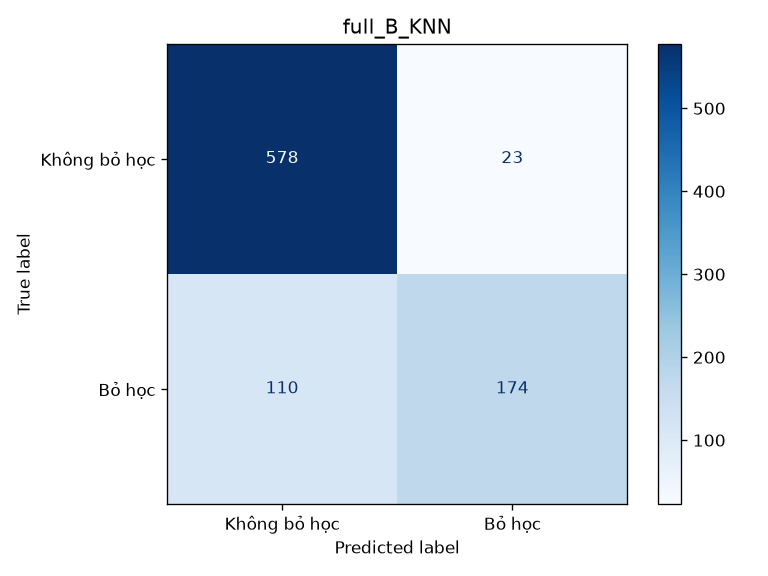 full_B_KNN
True label
Không bỏ học
578
23
Bỏ học
110
174
Không bỏ học
Bỏ học
Predicted label
500
400
300
200
100